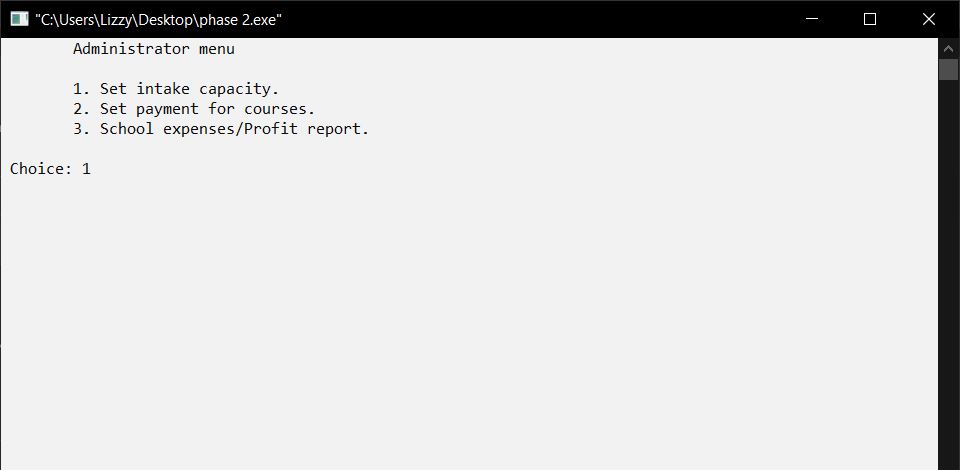 "C:\Users\Lizzy\Desktop\phase 2.exe"
Administrator menu
1. Set intake capacity.
2. Set payment for courses.
3. School expenses/Profit report.
Choice: 1